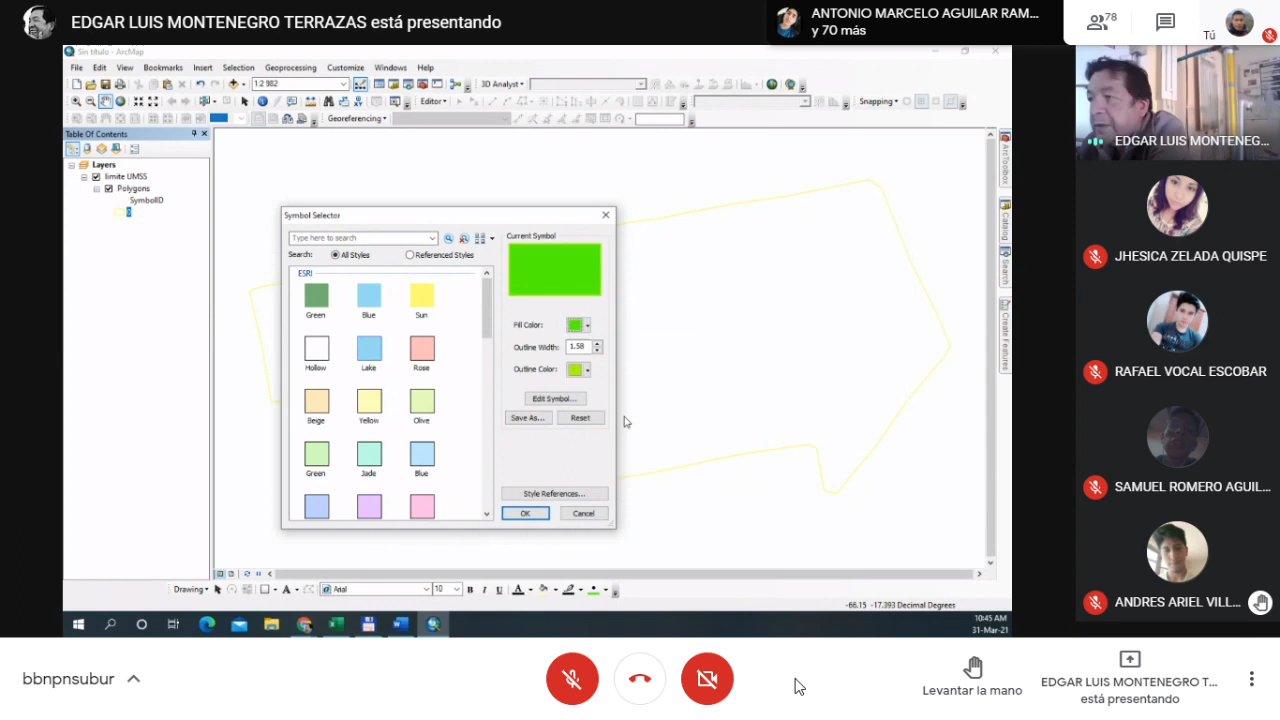 EDGAR LUIS MONTENEGRO TERRAZAS está presentando
ANTONIO MARCELO AGUILAR RAM...
y 70 más
78
Tú
Sin título - ArcMap
File Edit View Bookmarks Insert Selection Geoprocessing Customize Windows Help
1:2 982
3D Analyst
Editor
Snapping
Georeferencing
Table Of Contents
Layers
limite UMSS
Polygons
SymbolID
0
Symbol Selector
Type here to search
Search: All Styles Referenced Styles
ESRI
Green Blue Sun
Hollow Lake Rose
Beige Yellow Olive
Green Jade Blue
Current Symbol
Fill Color:
Outline Width: 1.58
Outline Color:
Edit Symbol...
Save As... Reset
Style References...
OK Cancel
ArcToolbox
Catalog
Search
Create Features
Drawing
Arial 10 B I U A
-66.15 -17.393 Decimal Degrees
10:45 AM
31-Mar-21
EDGAR LUIS MONTENEG...
JHESICA ZELADA QUISPE
RAFAEL VOCAL ESCOBAR
SAMUEL ROMERO AGUIL...
ANDRES ARIEL VILL...
bbnpnsubur
Levantar la mano
EDGAR LUIS MONTENEGRO T...
está presentando